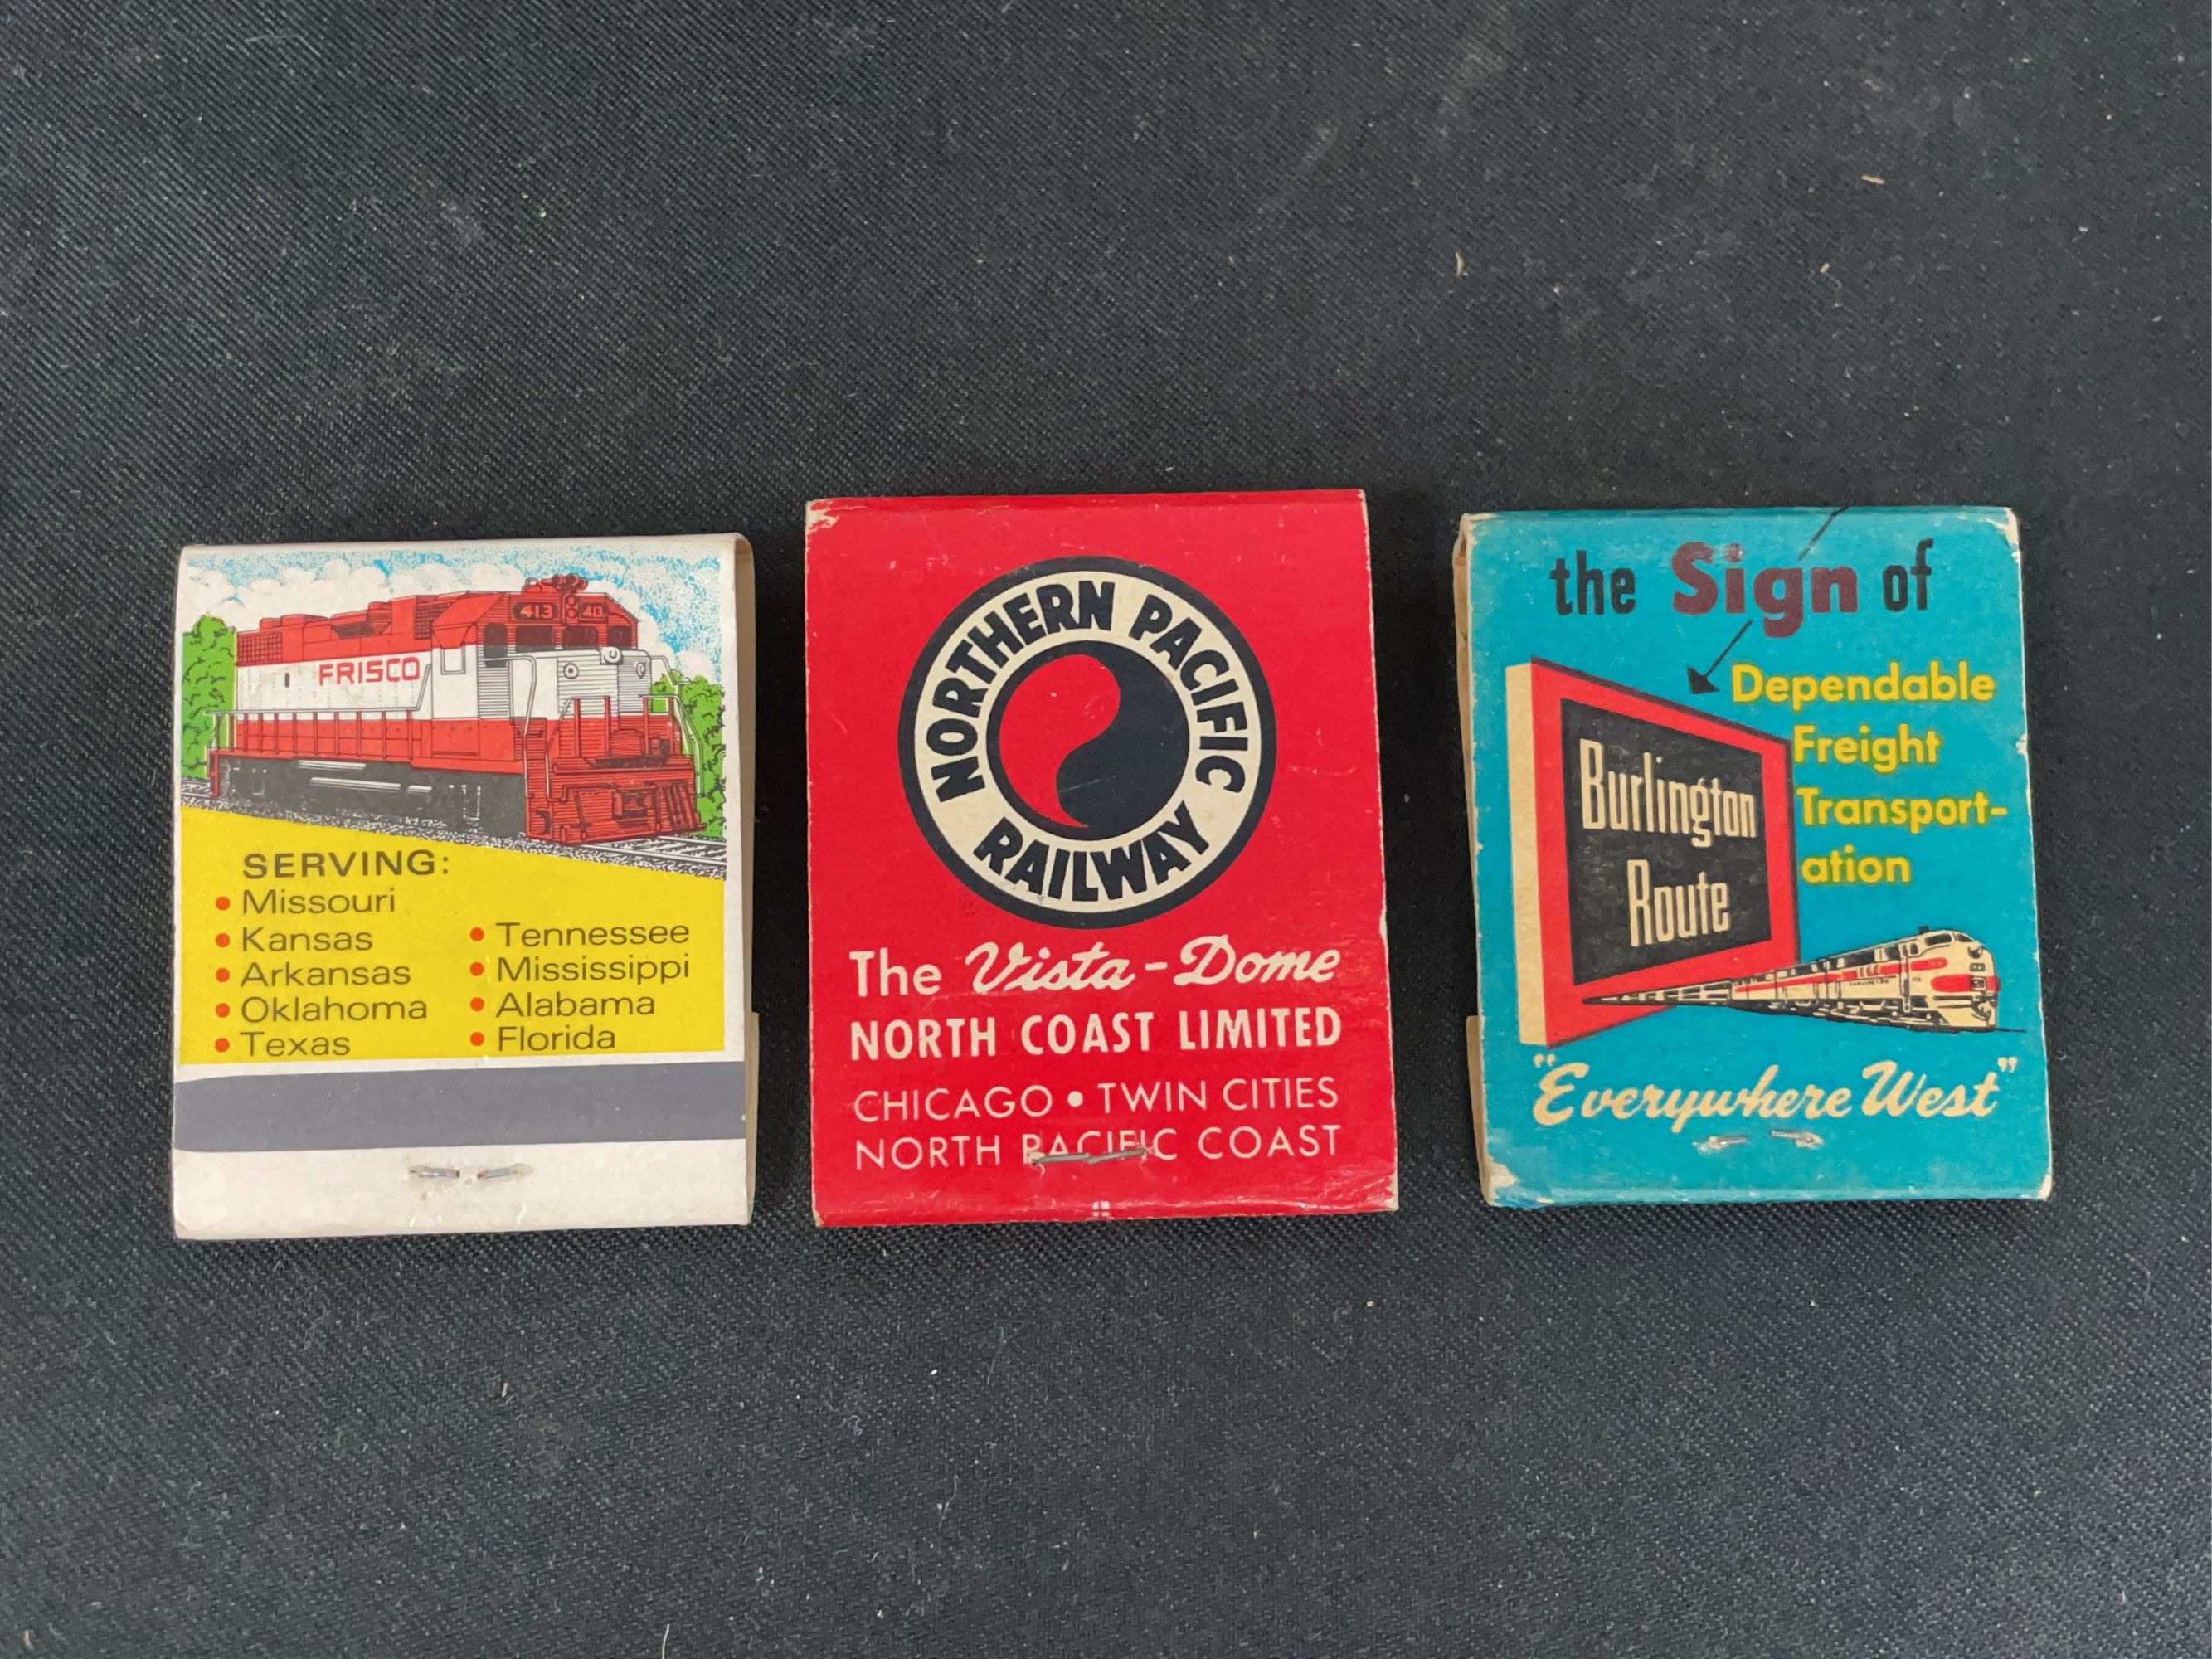 413 413
FRISCO
SERVING:
• Missouri
• Kansas
• Arkansas
• Oklahoma
• Texas
• Tennessee
• Mississippi
• Alabama
• Florida
NORTHERN PACIFIC
RAILWAY
The Vista-Dome
NORTH COAST LIMITED
CHICAGO • TWIN CITIES
NORTH PACIFIC COAST
the Sign of
Dependable
Freight
Transport-
ation
Burlington
Route
"Everywhere West"